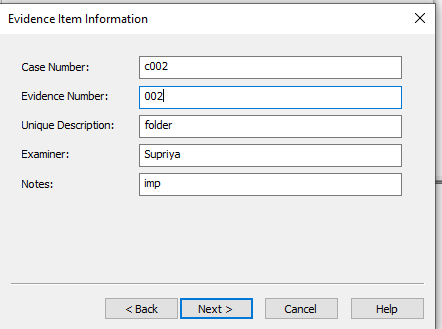 Evidence Item Information
Case Number: c002
Evidence Number: 002
Unique Description: folder
Examiner: Supriya
Notes: imp
< Back Next > Cancel Help